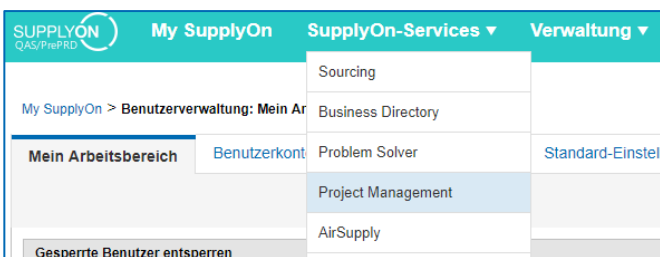 SUPPLYON
QAS/PrePRD
My SupplyOn
SupplyOn-Services ▾
Verwaltung ▾
Sourcing
My SupplyOn > Benutzerverwaltung: Mein Ar
Business Directory
Mein Arbeitsbereich
Benutzerkont
Problem Solver
Standard-Einstel
Project Management
AirSupply
Gesperrte Benutzer entsperren